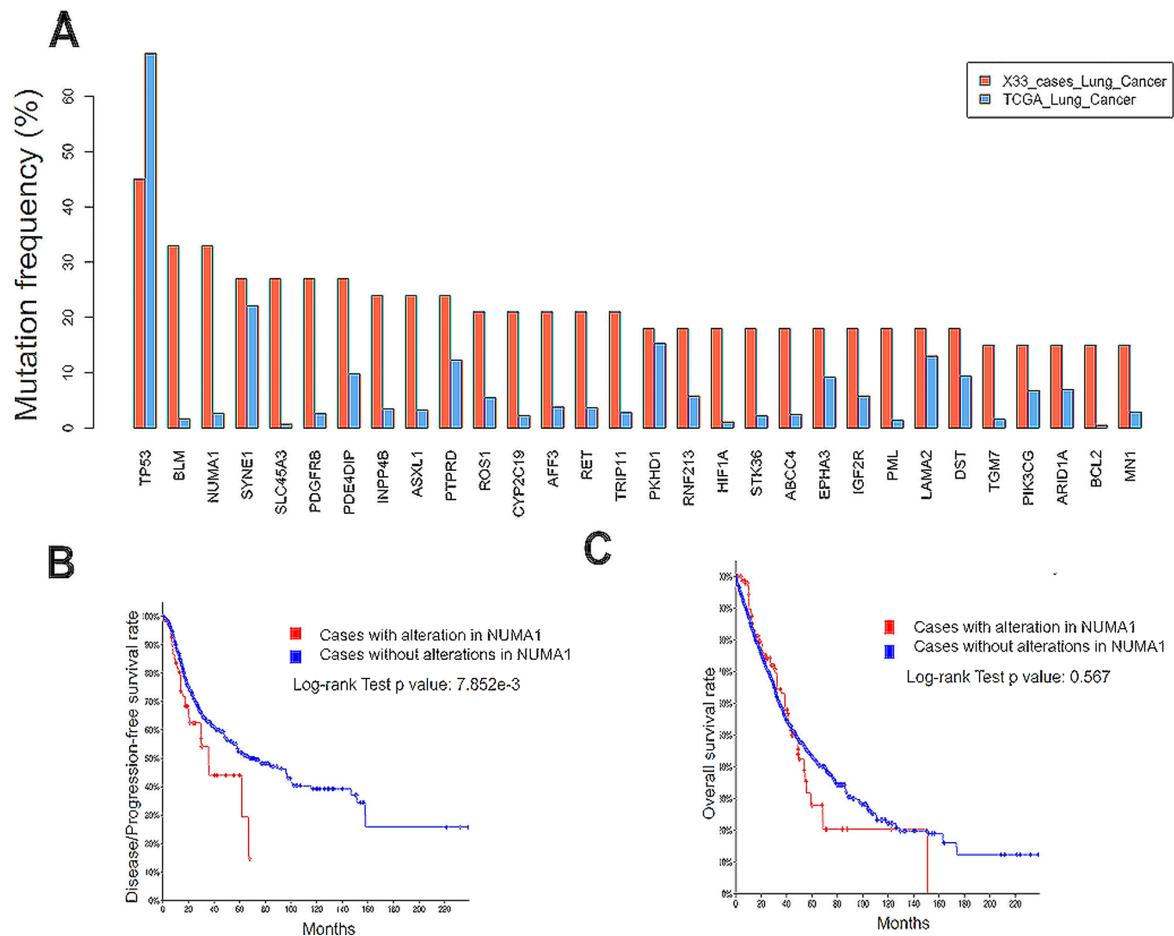 A
Mutation frequency (%)
60
50
40
30
20
10
0
X33_cases_Lung_Cancer
TCGA_Lung_Cancer
TP53
BLM
NUMA1
SYNE1
SLC45A3
PDGFRB
PDE4DIP
INPP4B
ASXL1
PTPRD
ROS1
CYP2C19
AFF3
RET
TRIP11
PKHD1
RNF213
HIF1A
STK36
ABCC4
EPHA3
IGF2R
PML
LAMA2
DST
TGM7
PIK3CG
ARID1A
BCL2
MN1
B
Disease/Progression-free survival rate
100%
90%
80%
70%
60%
50%
40%
30%
20%
10%
0%
Cases with alteration in NUMA1
Cases without alterations in NUMA1
Log-rank Test p value: 7.852e-3
0 20 40 60 80 100 120 140 160 180 200 220
Months
C
Overall survival rate
Cases with alteration in NUMA1
Cases without alterations in NUMA1
Log-rank Test p value: 0.567
0 20 40 60 80 100 120 140 160 180 200 220
Months